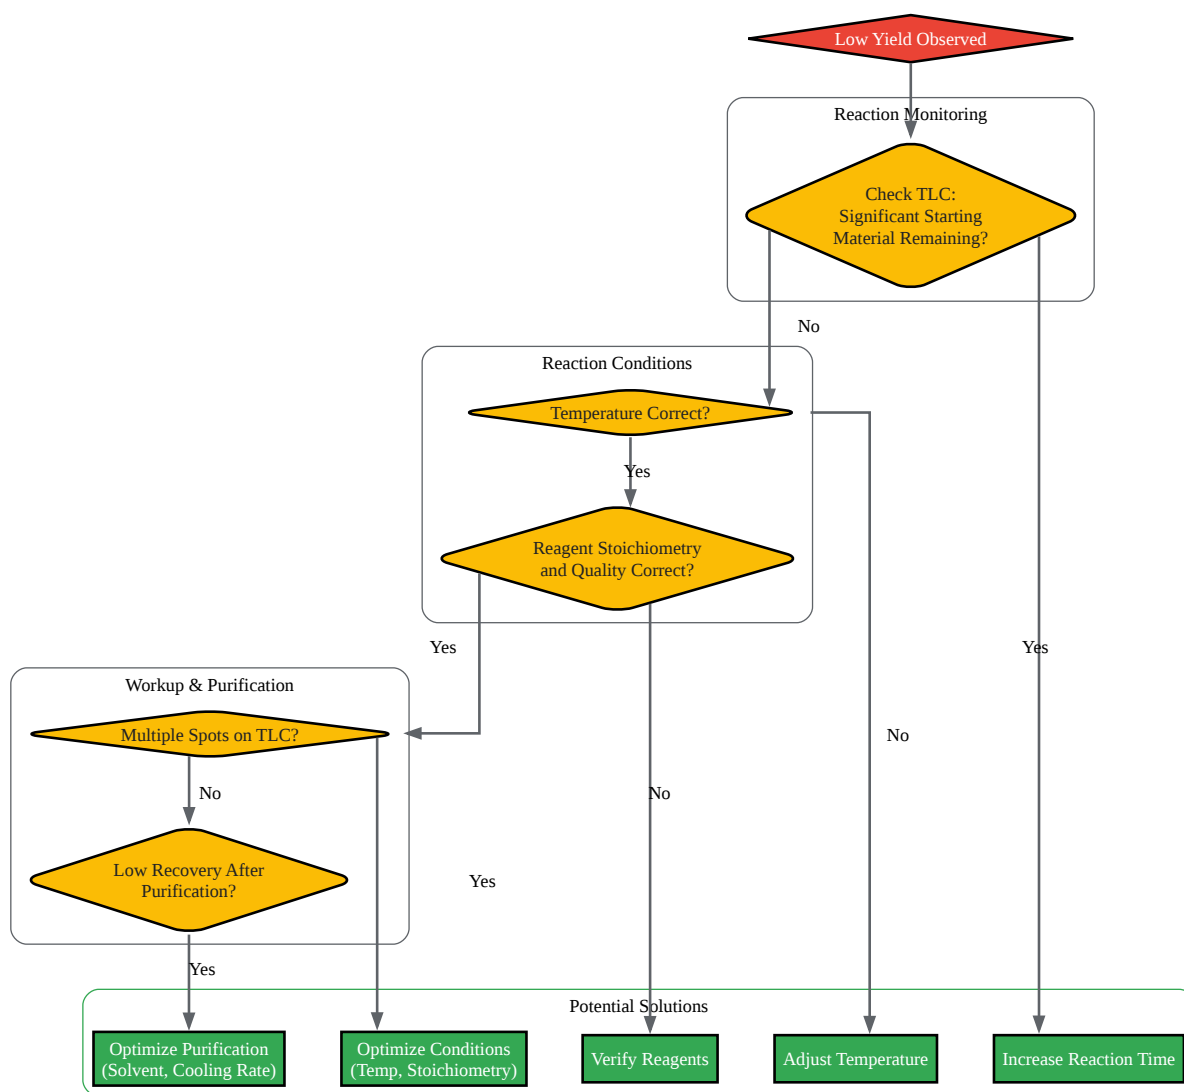 Low Yield Observed
Reaction Monitoring
Check TLC:
Significant Starting
Material Remaining?
No
Reaction Conditions
Temperature Correct?
Yes
Reagent Stoichiometry
and Quality Correct?
Yes
Yes
Workup & Purification
Multiple Spots on TLC?
No
No
No
Low Recovery After
Purification?
Yes
Yes
Potential Solutions
Optimize Purification
(Solvent, Cooling Rate)
Optimize Conditions
(Temp, Stoichiometry)
Verify Reagents
Adjust Temperature
Increase Reaction Time